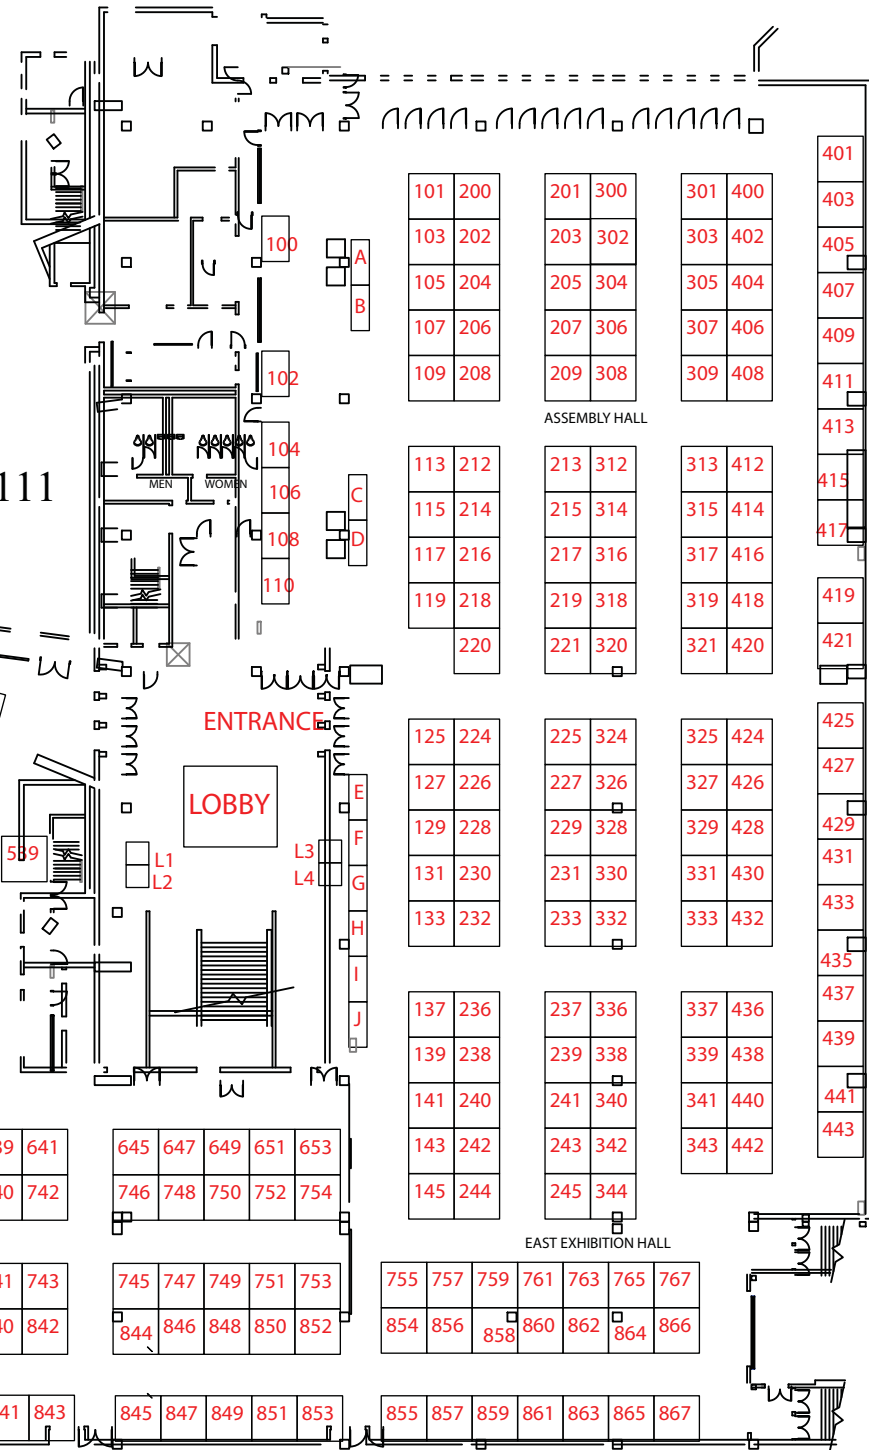 401
101 200 201 300 301 400
403
103 202 203 302 303 402
100
405
A
105 204 205 304 305 404
407
B
107 206 207 306 307 406
409
109 208 209 308 309 408
411
102
ASSEMBLY HALL
413
104
113 212 213 312 313 412
MEN WOMEN
415
111
106
C
115 214 215 314 315 414
417
108
D
117 216 217 316 317 416
110
119 218 219 318 319 418
419
220 221 320 321 420
421
ENTRANCE
425
125 224 225 324 325 424
427
LOBBY
E
127 226 227 326 327 426
429
F
129 228 229 328 329 428
539
L1
L2
L3
L4
431
G
131 230 231 330 331 430
433
H
133 232 233 332 333 432
435
I
437
J
137 236 237 336 337 436
439
139 238 239 338 339 438
441
141 240 241 340 341 440
443
641 645 647 649 651 653
143 242 243 342 343 442
742 746 748 750 752 754
145 244 245 344
EAST EXHIBITION HALL
743 745 747 749 751 753
755 757 759 761 763 765 767
842 844 846 848 850 852
854 856 858 860 862 864 866
843 845 847 849 851 853
855 857 859 861 863 865 867